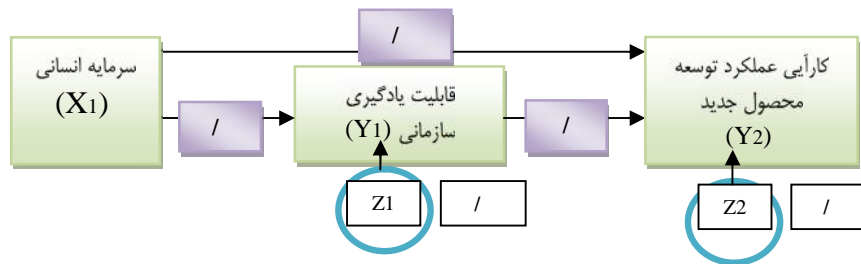 /
سرمایه انسانی
(X1)
کارآیی عملکرد توسعه
محصول جدید
(Y2)
/
قابلیت یادگیری
سازمانی (Y1)
/
Z1
/
Z2
/